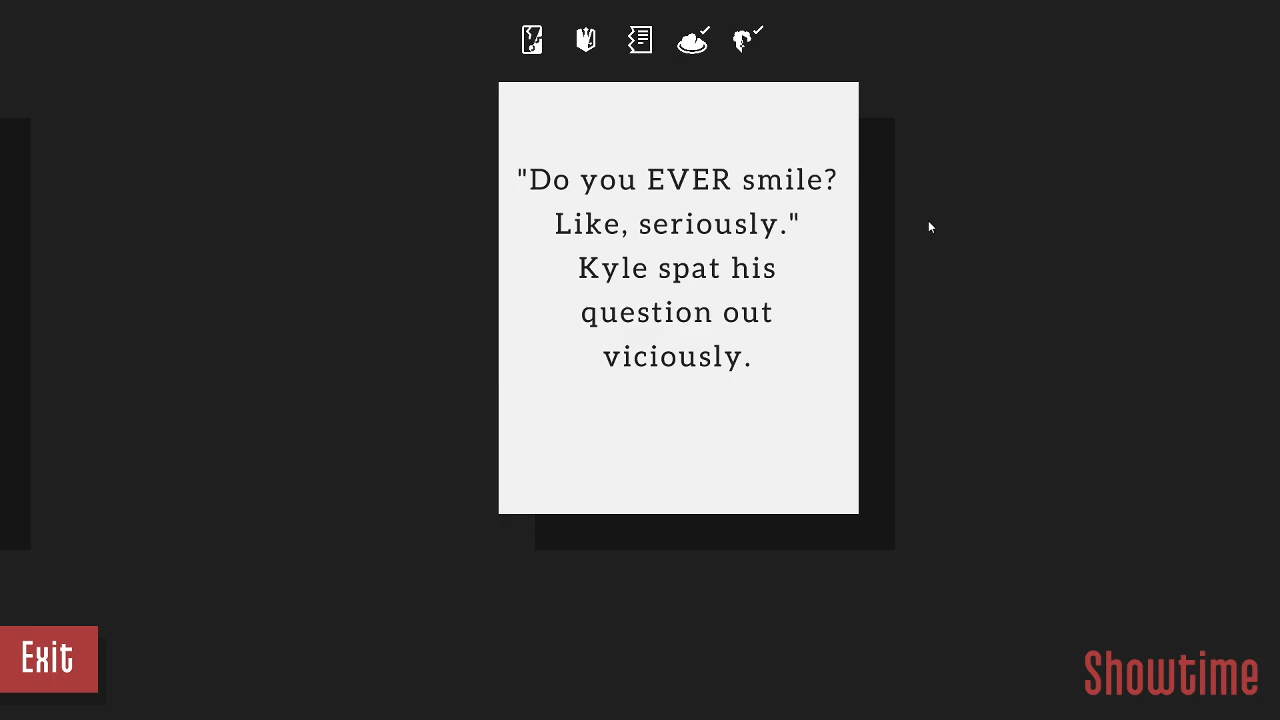 "Do you EVER smile?
Like, seriously."
Kyle spat his
question out
viciously.
Exit
Showtime